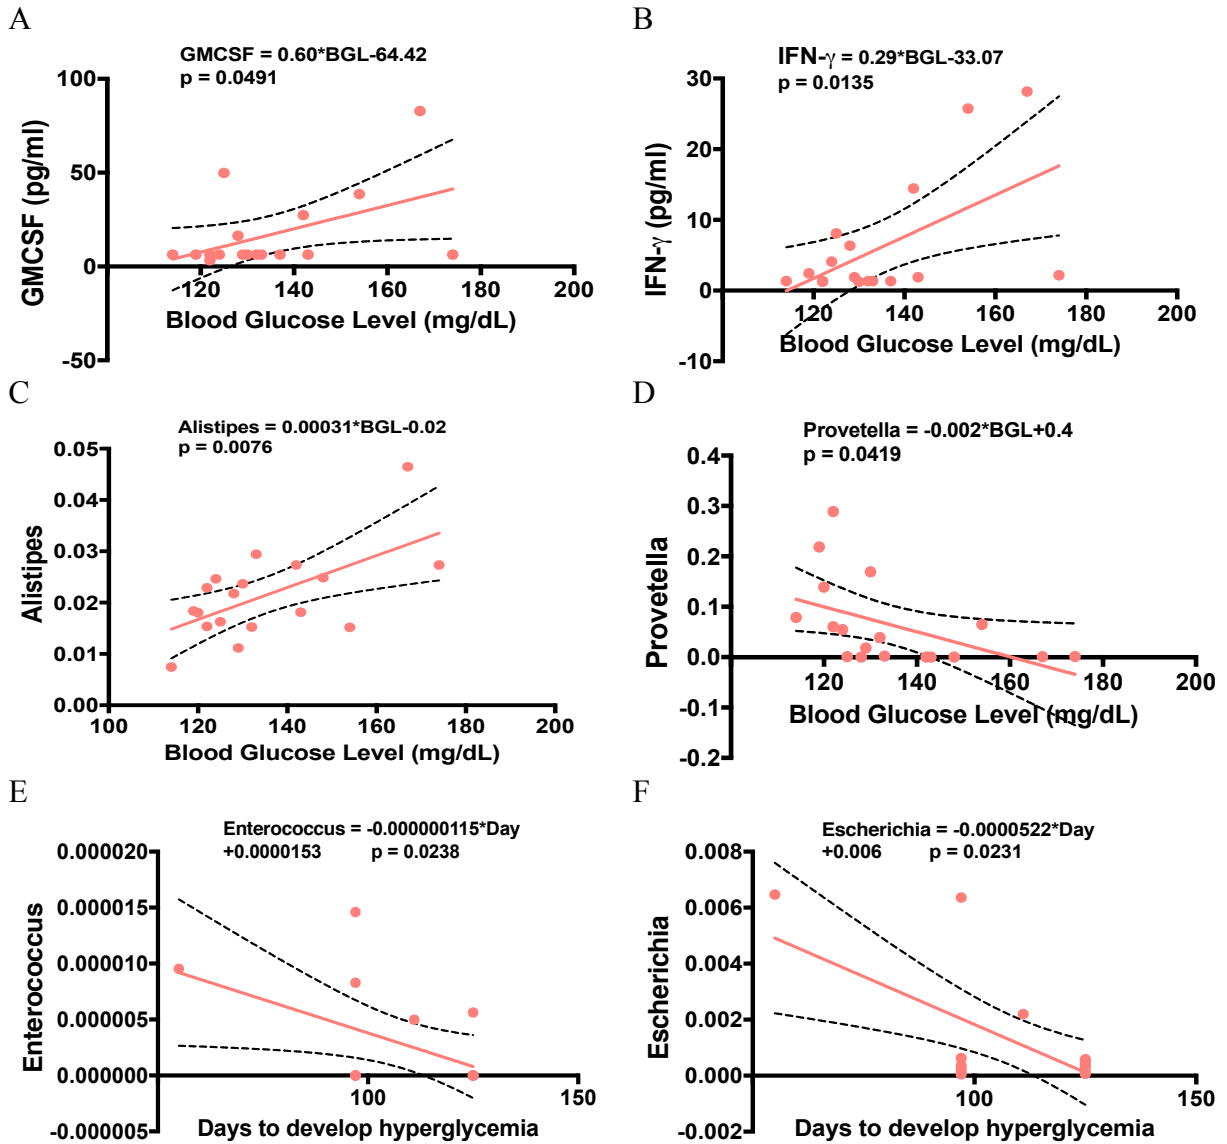 A
GMCSF = 0.60*BGL-64.42
p = 0.0491
100
50
0
-50
120 140 160 180 200
GMCSF (pg/ml)
Blood Glucose Level (mg/dL)
B
IFN-γ = 0.29*BGL-33.07
p = 0.0135
30
20
10
0
-10
120 140 160 180 200
IFN-γ (pg/ml)
Blood Glucose Level (mg/dL)
C
Alistipes = 0.00031*BGL-0.02
p = 0.0076
0.05
0.04
0.03
0.02
0.01
0.00
100 120 140 160 180 200
Alistipes
Blood Glucose Level (mg/dL)
D
Provetella = -0.002*BGL+0.4
p = 0.0419
0.4
0.3
0.2
0.1
0.0
-0.1
-0.2
120 140 160 180 200
Provetella
Blood Glucose Level (mg/dL)
E
Enterococcus = -0.000000115*Day
+0.0000153 p = 0.0238
0.000020
0.000015
0.000010
0.000005
0.000000
-0.000005
100 150
Enterococcus
Days to develop hyperglycemia
F
Escherichia = -0.0000522*Day
+0.006 p = 0.0231
0.008
0.006
0.004
0.002
0.000
-0.002
100 150
Escherichia
Days to develop hyperglycemia